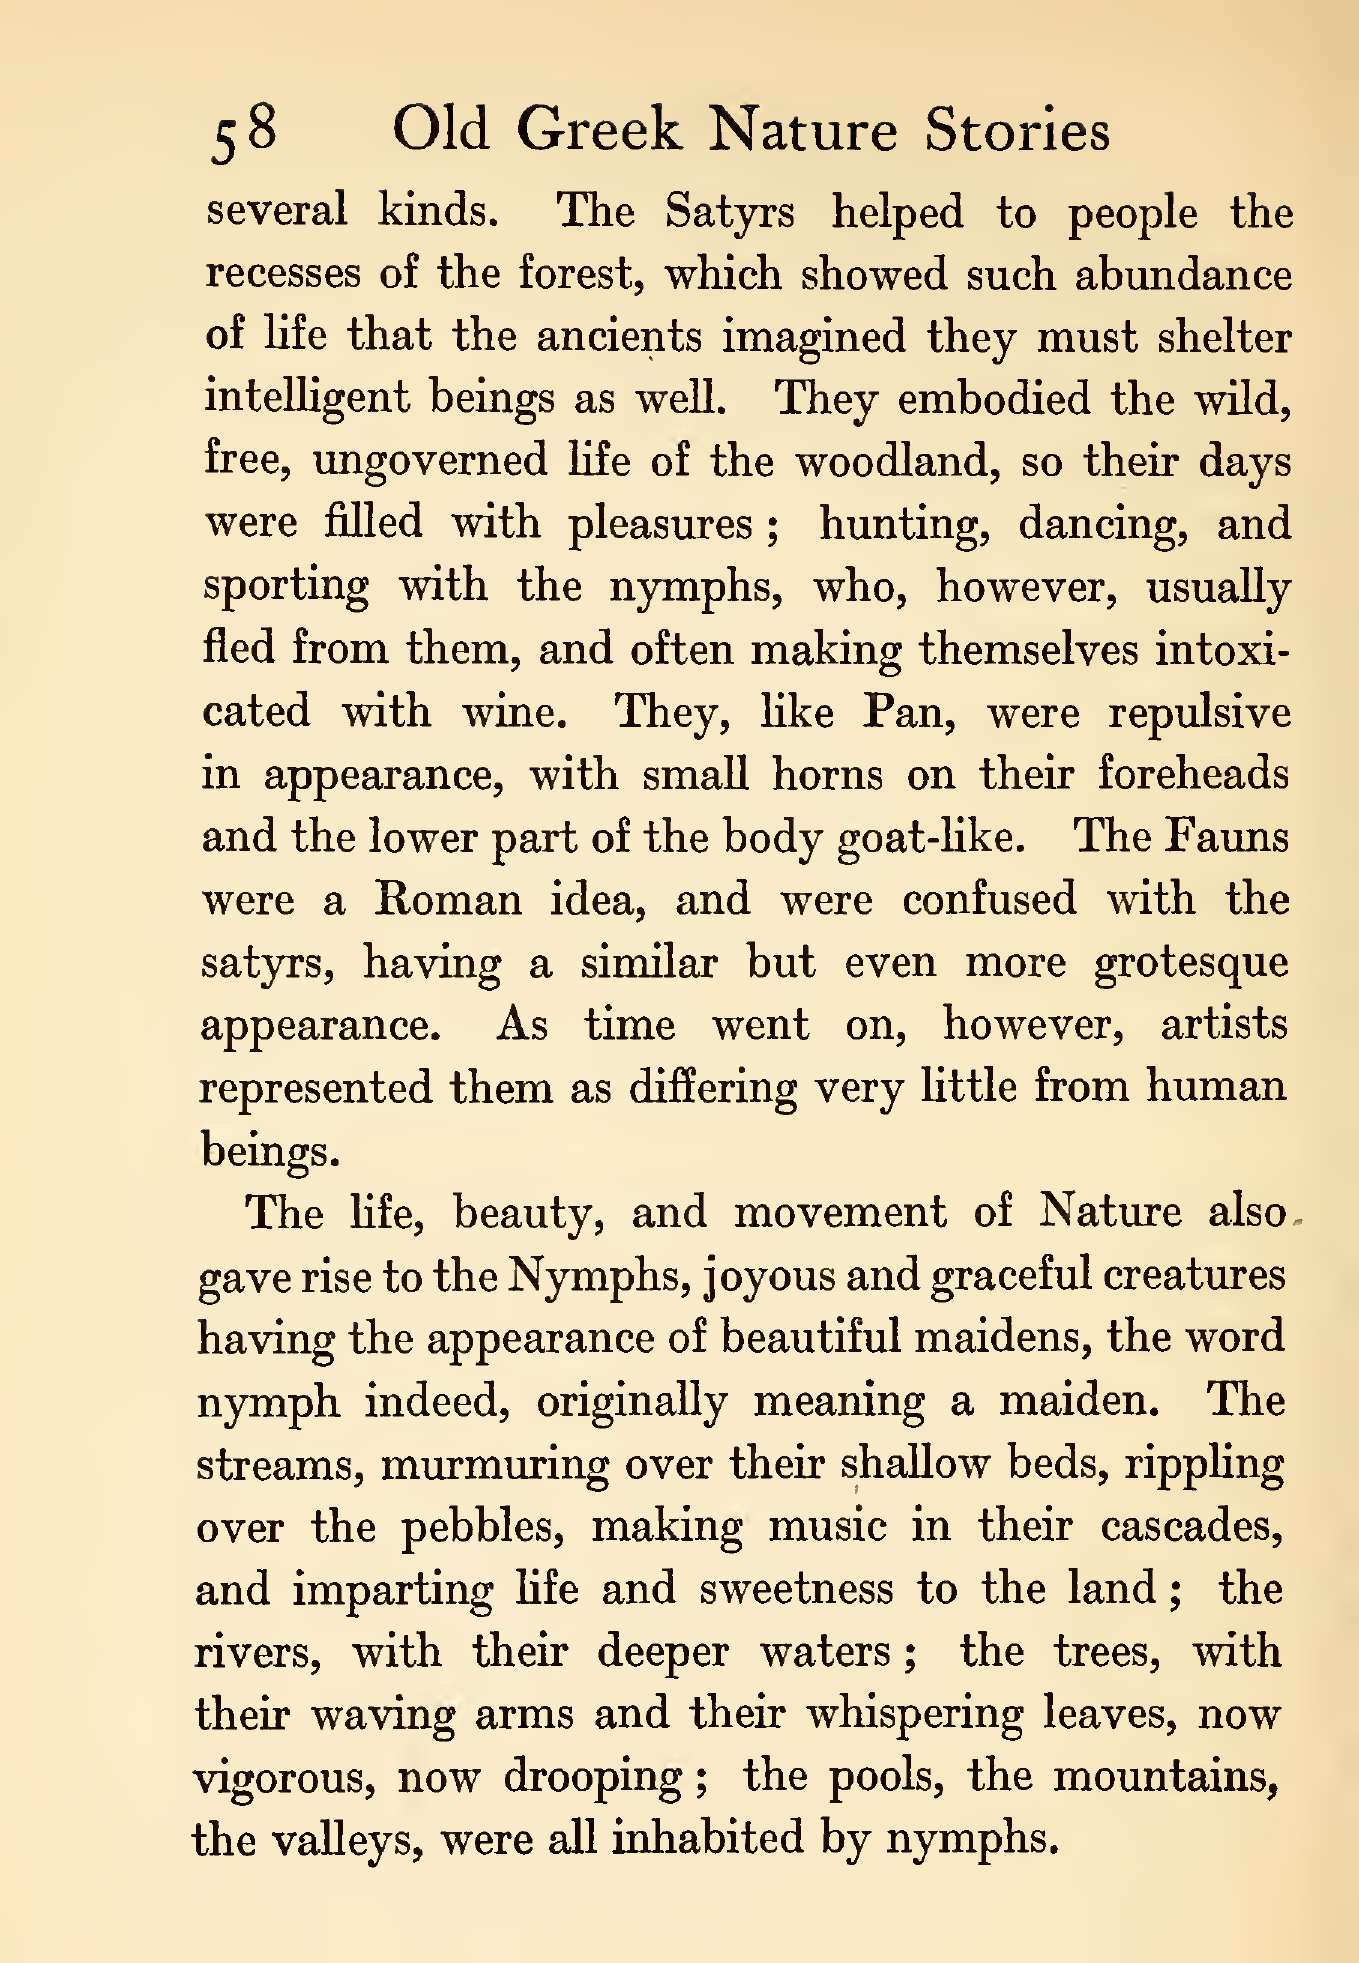 58 Old Greek Nature Stories
several kinds. The Satyrs helped to people the
recesses of the forest, which showed such abundance
of life that the ancients imagined they must shelter
intelligent beings as well. They embodied the wild,
free, ungoverned life of the woodland, so their days
were filled with pleasures ; hunting, dancing, and
sporting with the nymphs, who, however, usually
fled from them, and often making themselves intoxi-
cated with wine. They, like Pan, were repulsive
in appearance, with small horns on their foreheads
and the lower part of the body goat-like. The Fauns
were a Roman idea, and were confused with the
satyrs, having a similar but even more grotesque
appearance. As time went on, however, artists
represented them as differing very little from human
beings.
The life, beauty, and movement of Nature also
gave rise to the Nymphs, joyous and graceful creatures
having the appearance of beautiful maidens, the word
nymph indeed, originally meaning a maiden. The
streams, murmuring over their shallow beds, rippling
over the pebbles, making music in their cascades,
and imparting life and sweetness to the land ; the
rivers, with their deeper waters ; the trees, with
their waving arms and their whispering leaves, now
vigorous, now drooping ; the pools, the mountains,
the valleys, were all inhabited by nymphs.